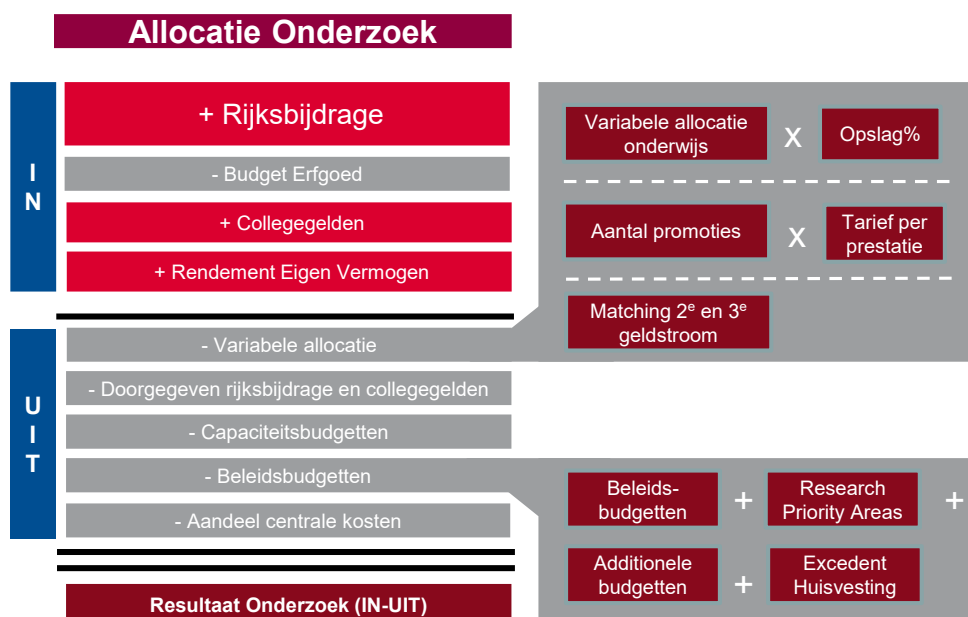 Allocatie Onderzoek
IN
+ Rijksbijdrage
- Budget Erfgoed
+ Collegegelden
+ Rendement Eigen Vermogen
UIT
- Variabele allocatie
- Doorgegeven rijksbijdrage en collegegelden
- Capaciteitsbudgetten
- Beleidsbudgetten
- Aandeel centrale kosten
Resultaat Onderzoek (IN-UIT)
Variabele allocatie
onderwijs
X
Opslag%
Aantal promoties
X
Tarief per
prestatie
Matching 2e en 3e
geldstroom
Beleids-
budgetten
+
Research
Priority Areas
+
Additionele
budgetten
+
Excedent
Huisvesting